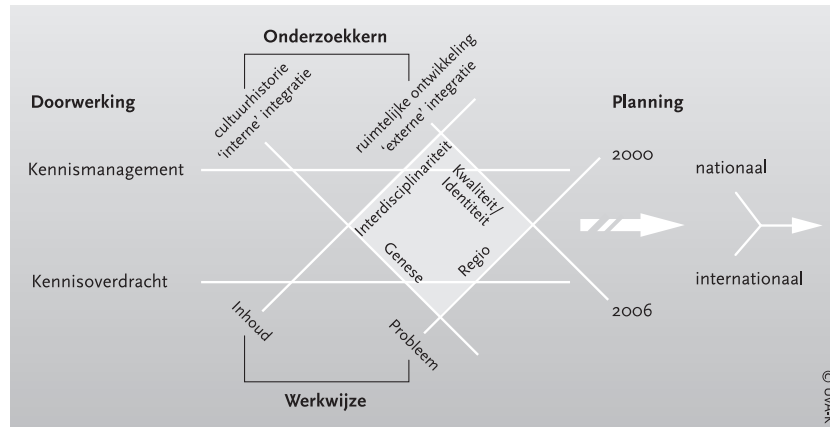 Onderzoekkern
Doorwerking
cultuurhistorie
'interne' integratie
ruimtelijke ontwikkeling
'externe' integratie
Planning
Kennismanagement
Interdisciplinariteit
Kwaliteit/
Identiteit
2000
nationaal
Genese
Regio
Kennisoverdracht
internationaal
Inhoud
Probleem
2006
Werkwijze
© UvA-K